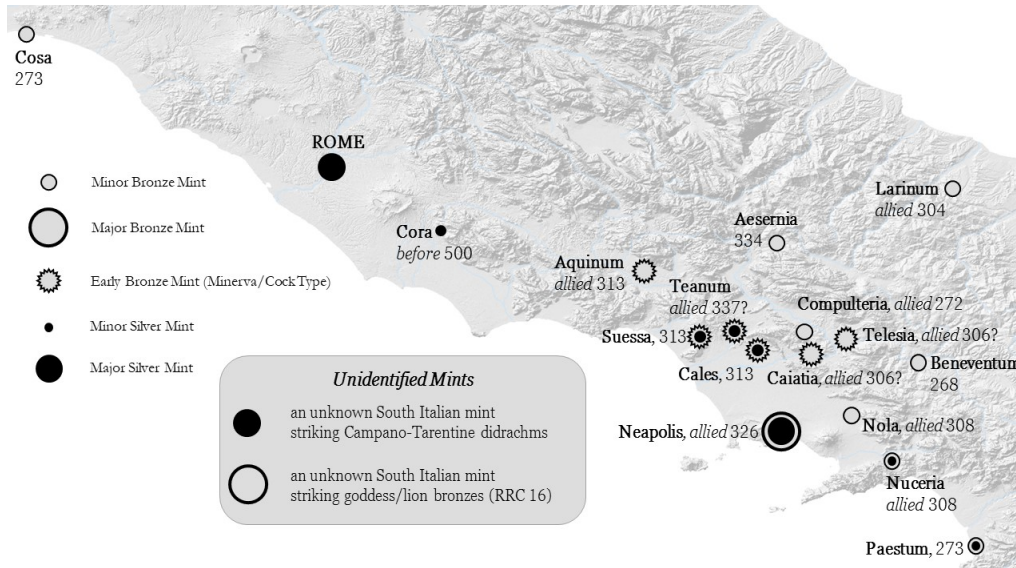 Cosa
273
ROME
Minor Bronze Mint
Major Bronze Mint
Early Bronze Mint (Minerva/Cock Type)
Minor Silver Mint
Major Silver Mint
Cora
before 500
Larinum
allied 304
Aesernia
334
Aquinum
allied 313
Teanum
allied 337?
Compulteria, allied 272
Suessa, 313
Telesia, allied 306?
Cales, 313
Caiatia, allied 306?
Beneventum
268
Neapolis, allied 326
Nola, allied 308
Nuceria
allied 308
Paestum, 273
Unidentified Mints
an unknown South Italian mint
striking Campano-Tarentine didrachms
an unknown South Italian mint
striking goddess/lion bronzes (RRC 16)